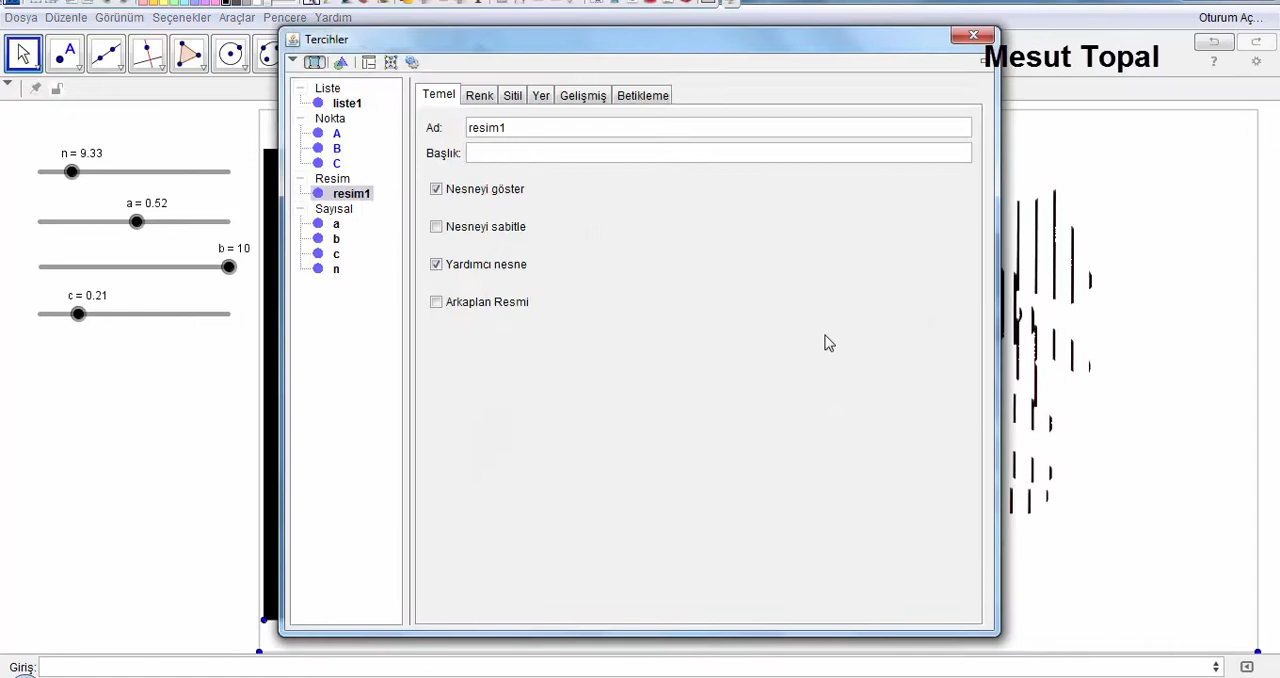 Dosya Düzenle Görünüm Seçenekler Araçlar Pencere Yardım
Oturum Aç...
Tercihler
Mesut Topal
Liste
liste1
Nokta
A
B
C
Resim
resim1
Sayısal
a
b
c
n
Temel Renk Sitil Yer Gelişmiş Betikleme
Ad: resim1
Başlık:
Nesneyi göster
Nesneyi sabitle
Yardımcı nesne
Arkaplan Resmi
n = 9.33
a = 0.52
b = 10
c = 0.21
Giriş: